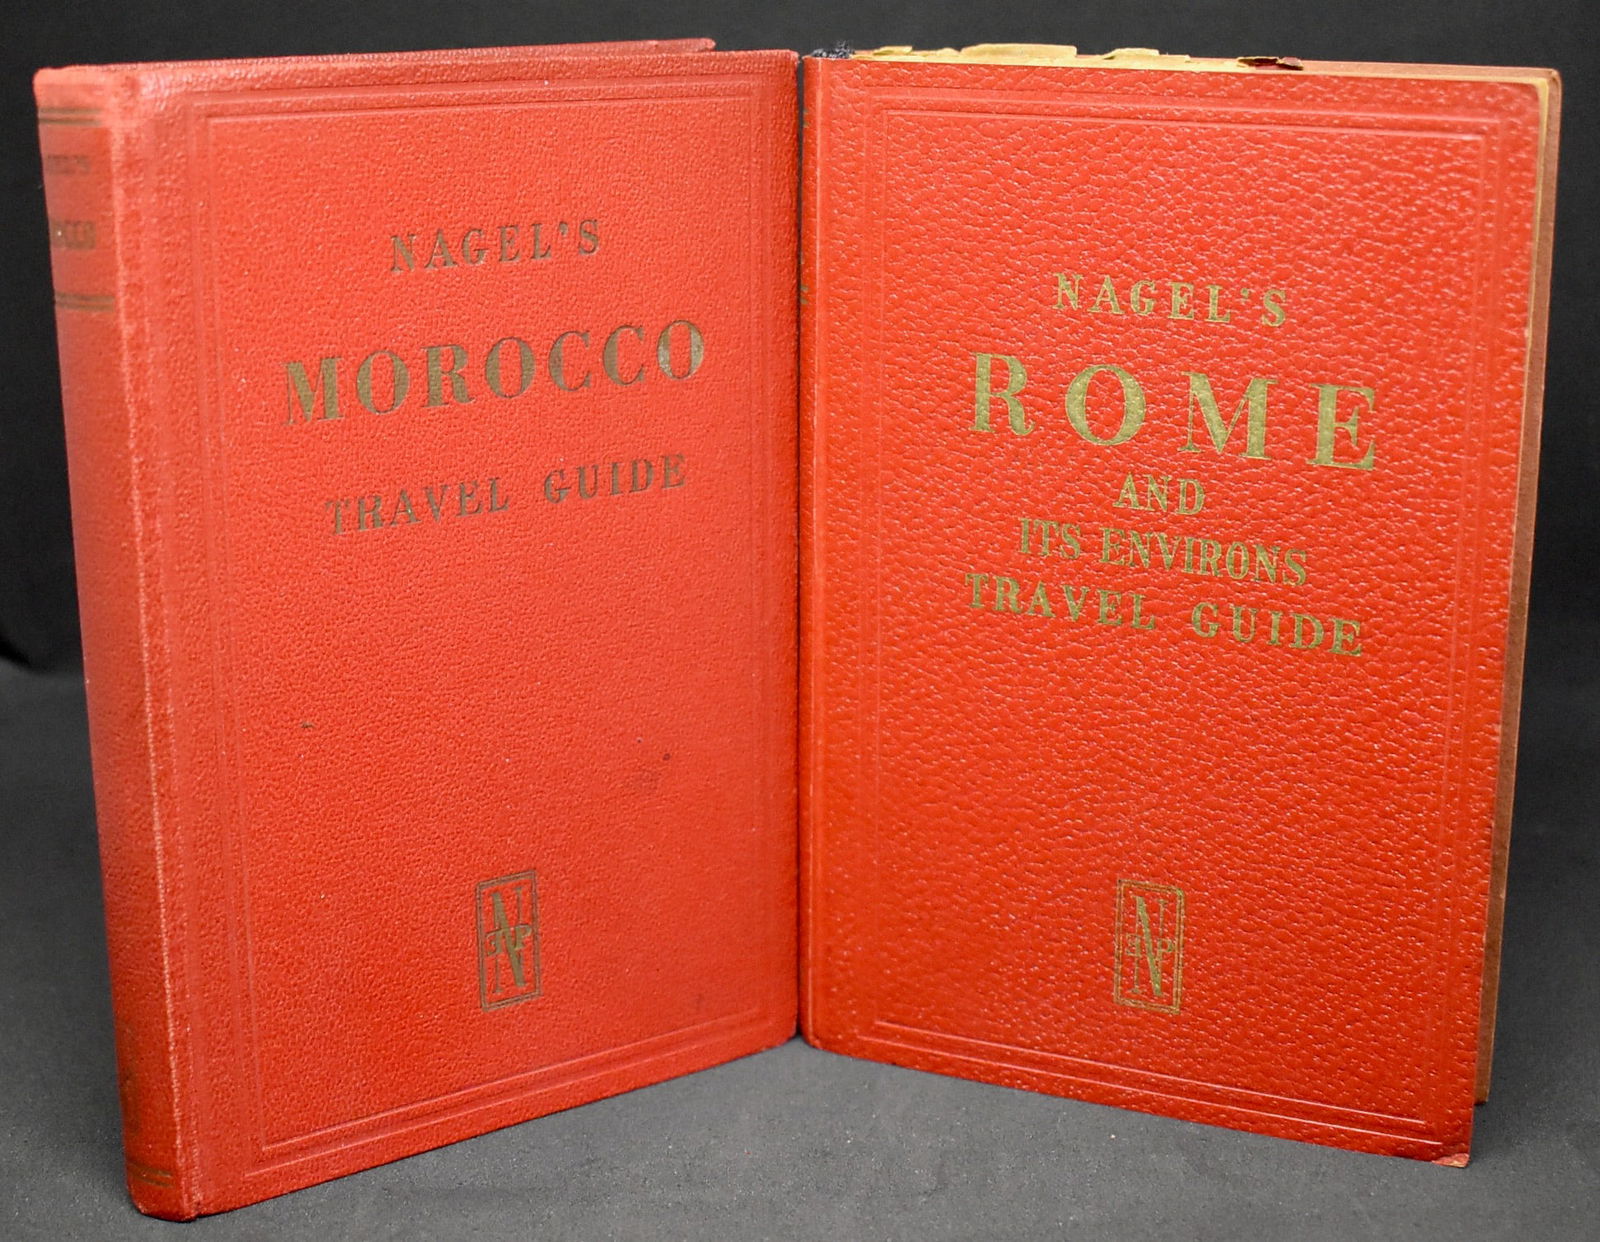 NAGEL'S
MOROCCO
TRAVEL GUIDE
NAGEL'S
ROME
AND
ITS ENVIRONS
TRAVEL GUIDE